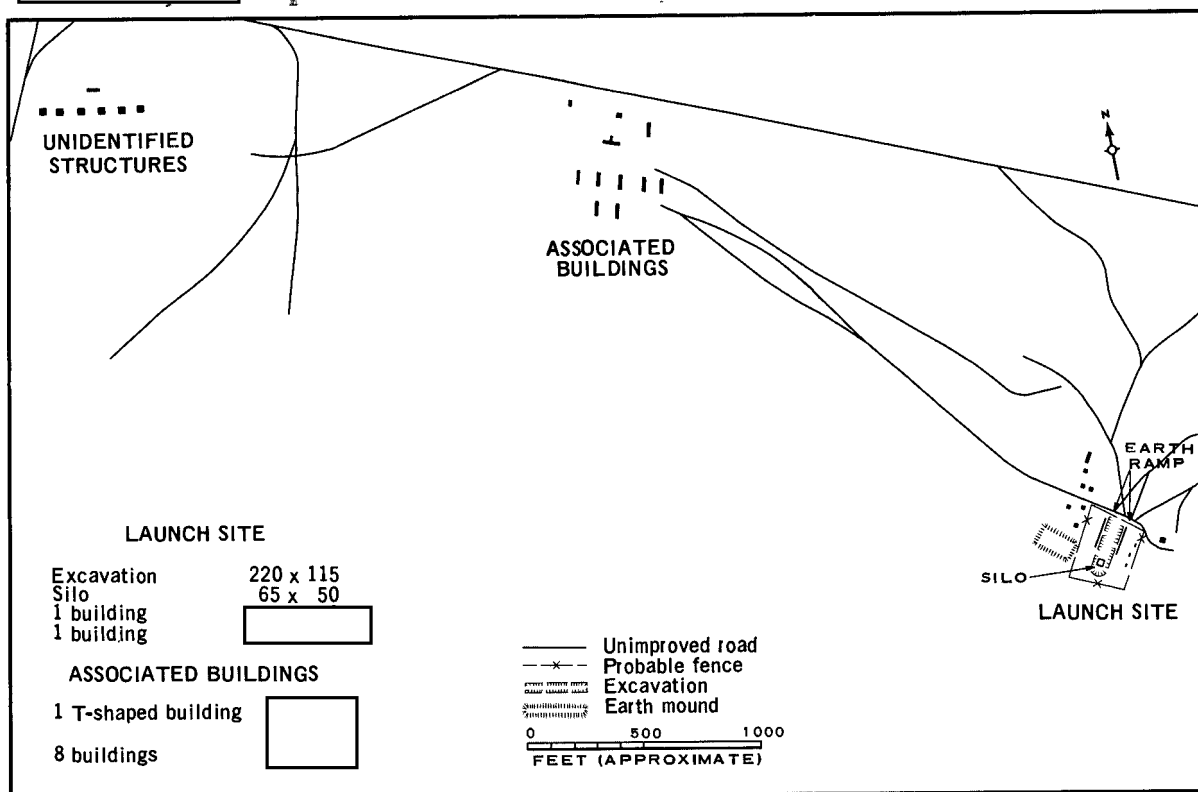 N
UNIDENTIFIED
STRUCTURES
ASSOCIATED
BUILDINGS
EARTH
RAMP
SILO
LAUNCH SITE
LAUNCH SITE
Excavation 220 x 115
Silo 65 x 50
1 building
1 building
ASSOCIATED BUILDINGS
1 T-shaped building
8 buildings
Unimproved road
Probable fence
Excavation
Earth mound
0 500 1000
FEET (APPROXIMATE)